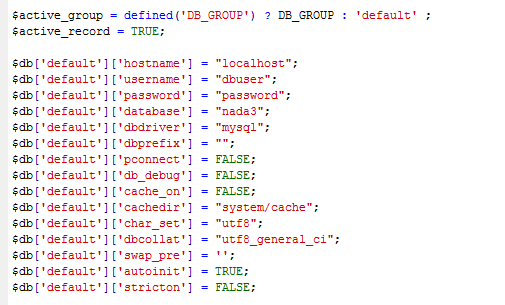 $active_group = defined('DB_GROUP') ? DB_GROUP : 'default' ;
$active_record = TRUE;
$db['default']['hostname'] = "localhost";
$db['default']['username'] = "dbuser";
$db['default']['password'] = "password";
$db['default']['database'] = "nada3";
$db['default']['dbdriver'] = "mysql";
$db['default']['dbprefix'] = "";
$db['default']['pconnect'] = FALSE;
$db['default']['db_debug'] = FALSE;
$db['default']['cache_on'] = FALSE;
$db['default']['cachedir'] = "system/cache";
$db['default']['char_set'] = "utf8";
$db['default']['dbcollat'] = "utf8_general_ci";
$db['default']['swap_pre'] = '';
$db['default']['autoinit'] = TRUE;
$db['default']['stricton'] = FALSE;